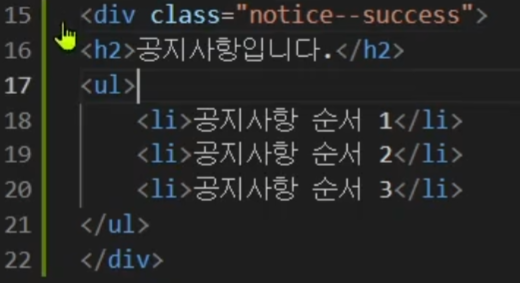 15 <div class="notice--success">
16 <h2>공지사항입니다.</h2>
17 <ul>
18 <li>공지사항 순서 1</li>
19 <li>공지사항 순서 2</li>
20 <li>공지사항 순서 3</li>
21 </ul>
22 </div>